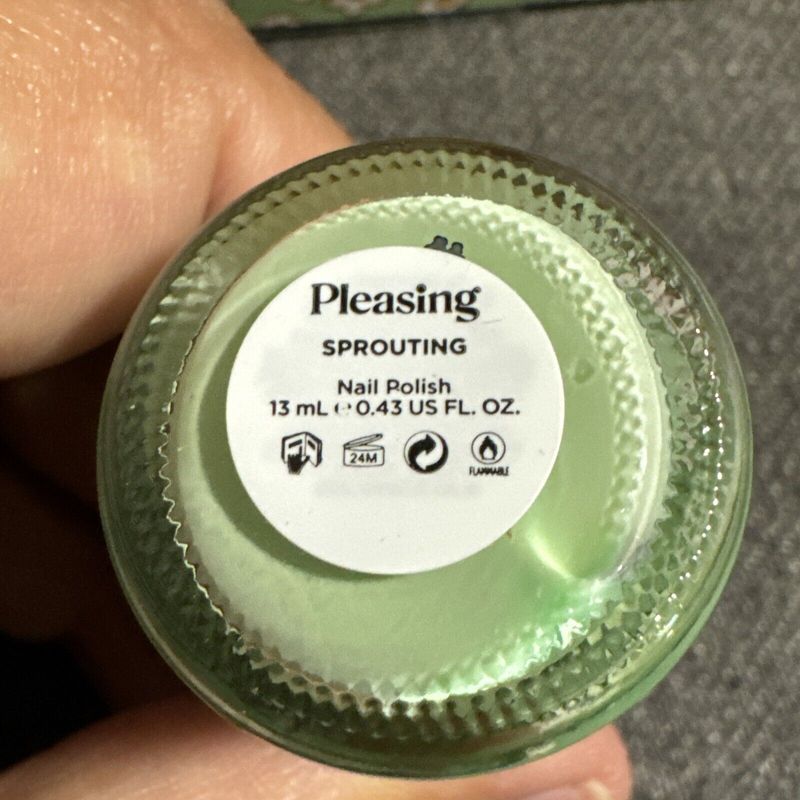 Pleasing
SPROUTING
Nail Polish
13 mL ℮ 0.43 US FL. OZ.
24M
FLAMMABLE